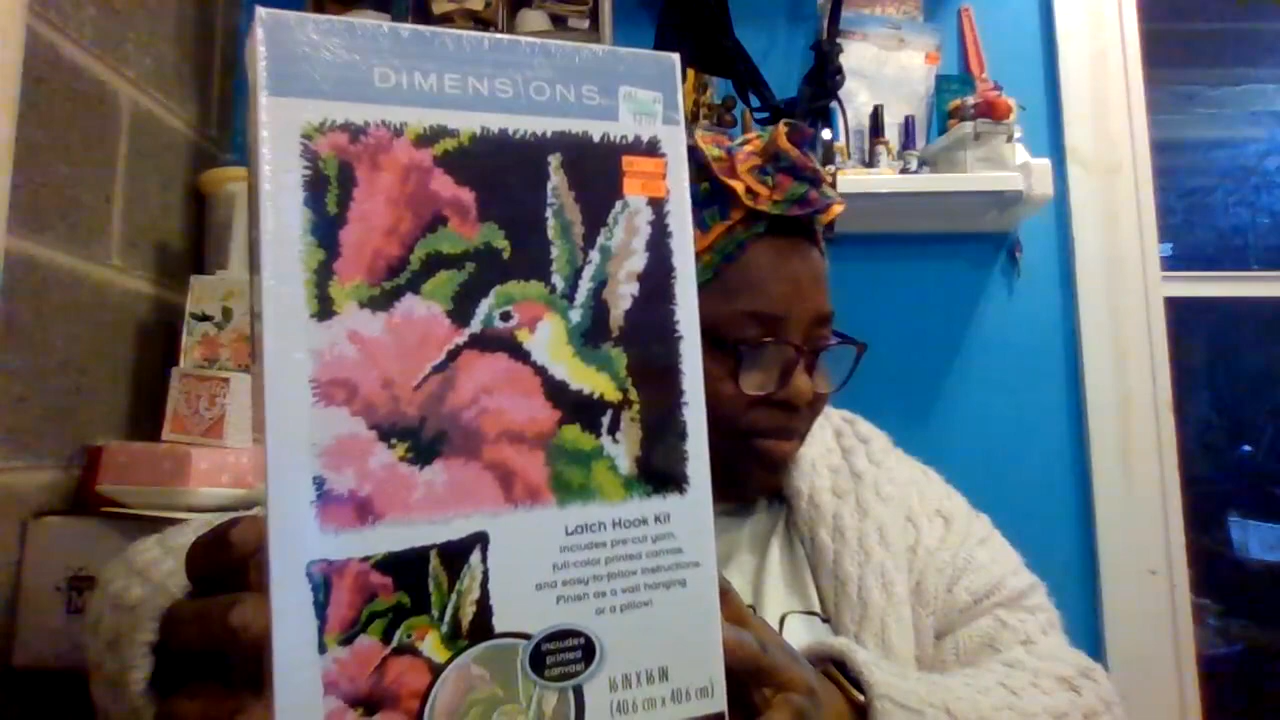 DIMENSIONS
Latch Hook Kit
Includes pre-cut yarn,
full-color printed canvas,
and easy-to-follow instructions.
Finish as a wall hanging
or a pillow!
includes
printed
canvas!
16 IN X 16 IN
(40.6 cm x 40.6 cm)